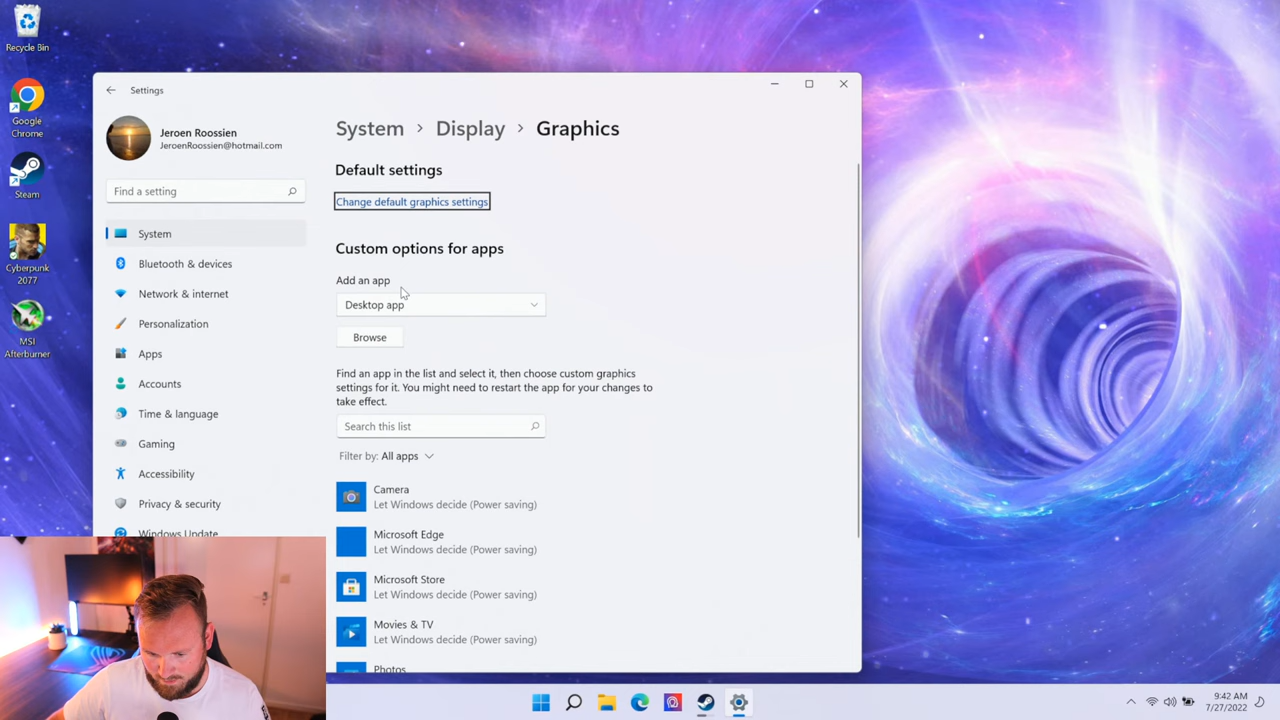 Recycle Bin
Google
Chrome
Steam
Cyberpunk
2077
MSI
Afterburner
Settings
Jeroen Roossien
JeroenRoossien@hotmail.com
Find a setting
System
Bluetooth & devices
Network & internet
Personalization
Apps
Accounts
Time & language
Gaming
Accessibility
Privacy & security
Windows Update
System > Display > Graphics
Default settings
Change default graphics settings
Custom options for apps
Add an app
Desktop app
Browse
Find an app in the list and select it, then choose custom graphics
settings for it. You might need to restart the app for your changes to
take effect.
Search this list
Filter by: All apps
Camera
Let Windows decide (Power saving)
Microsoft Edge
Let Windows decide (Power saving)
Microsoft Store
Let Windows decide (Power saving)
Movies & TV
Let Windows decide (Power saving)
Photos
9:42 AM
7/27/2022